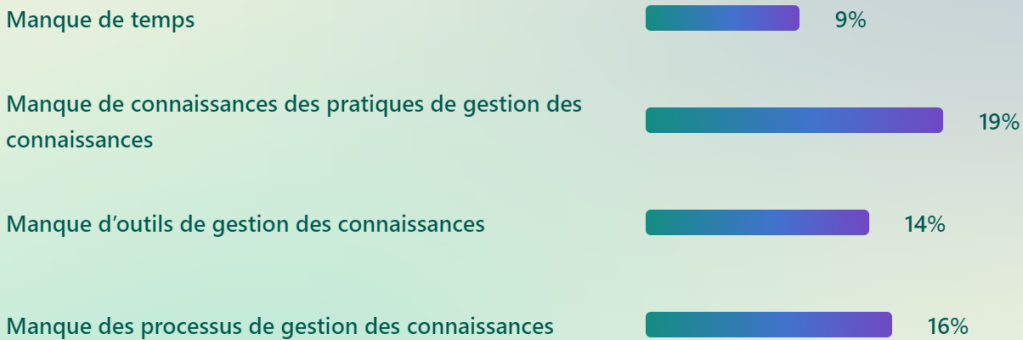 Manque de temps
9%
Manque de connaissances des pratiques de gestion des
connaissances
19%
Manque d’outils de gestion des connaissances
14%
Manque des processus de gestion des connaissances
16%